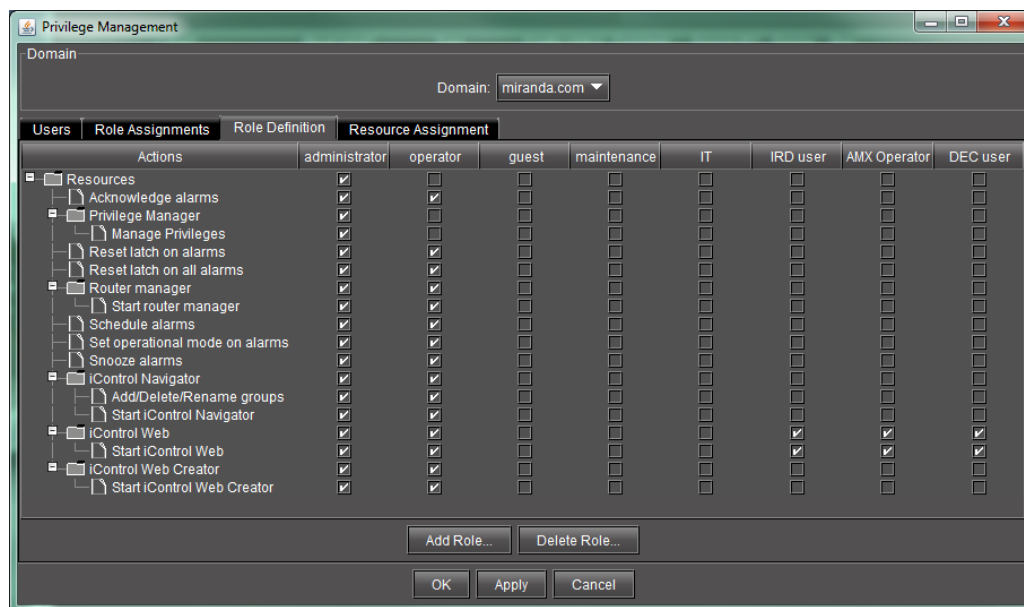 Privilege Management
Domain
Domain: miranda.com
Users Role Assignments Role Definition Resource Assignment
Actions administrator operator guest maintenance IT IRD user AMX Operator DEC user
Resources
Acknowledge alarms
Privilege Manager
Manage Privileges
Reset latch on alarms
Reset latch on all alarms
Router manager
Start router manager
Schedule alarms
Set operational mode on alarms
Snooze alarms
iControl Navigator
Add/Delete/Rename groups
Start iControl Navigator
iControl Web
Start iControl Web
iControl Web Creator
Start iControl Web Creator
Add Role... Delete Role...
OK Apply Cancel